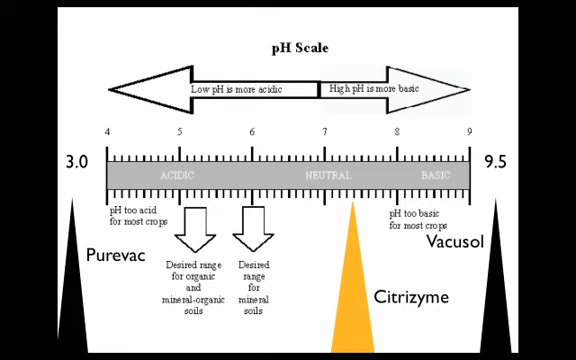 pH Scale
Low pH is more acidic
High pH is more basic
4 5 6 7 8 9
3.0
9.5
ACIDIC NEUTRAL BASIC
pH too acid
for most crops
pH too basic
for most crops
Purevac
Vacusol
Desired range
for organic
and
mineral-organic
soils
Desired
range
for
mineral
soils
Citrizyme